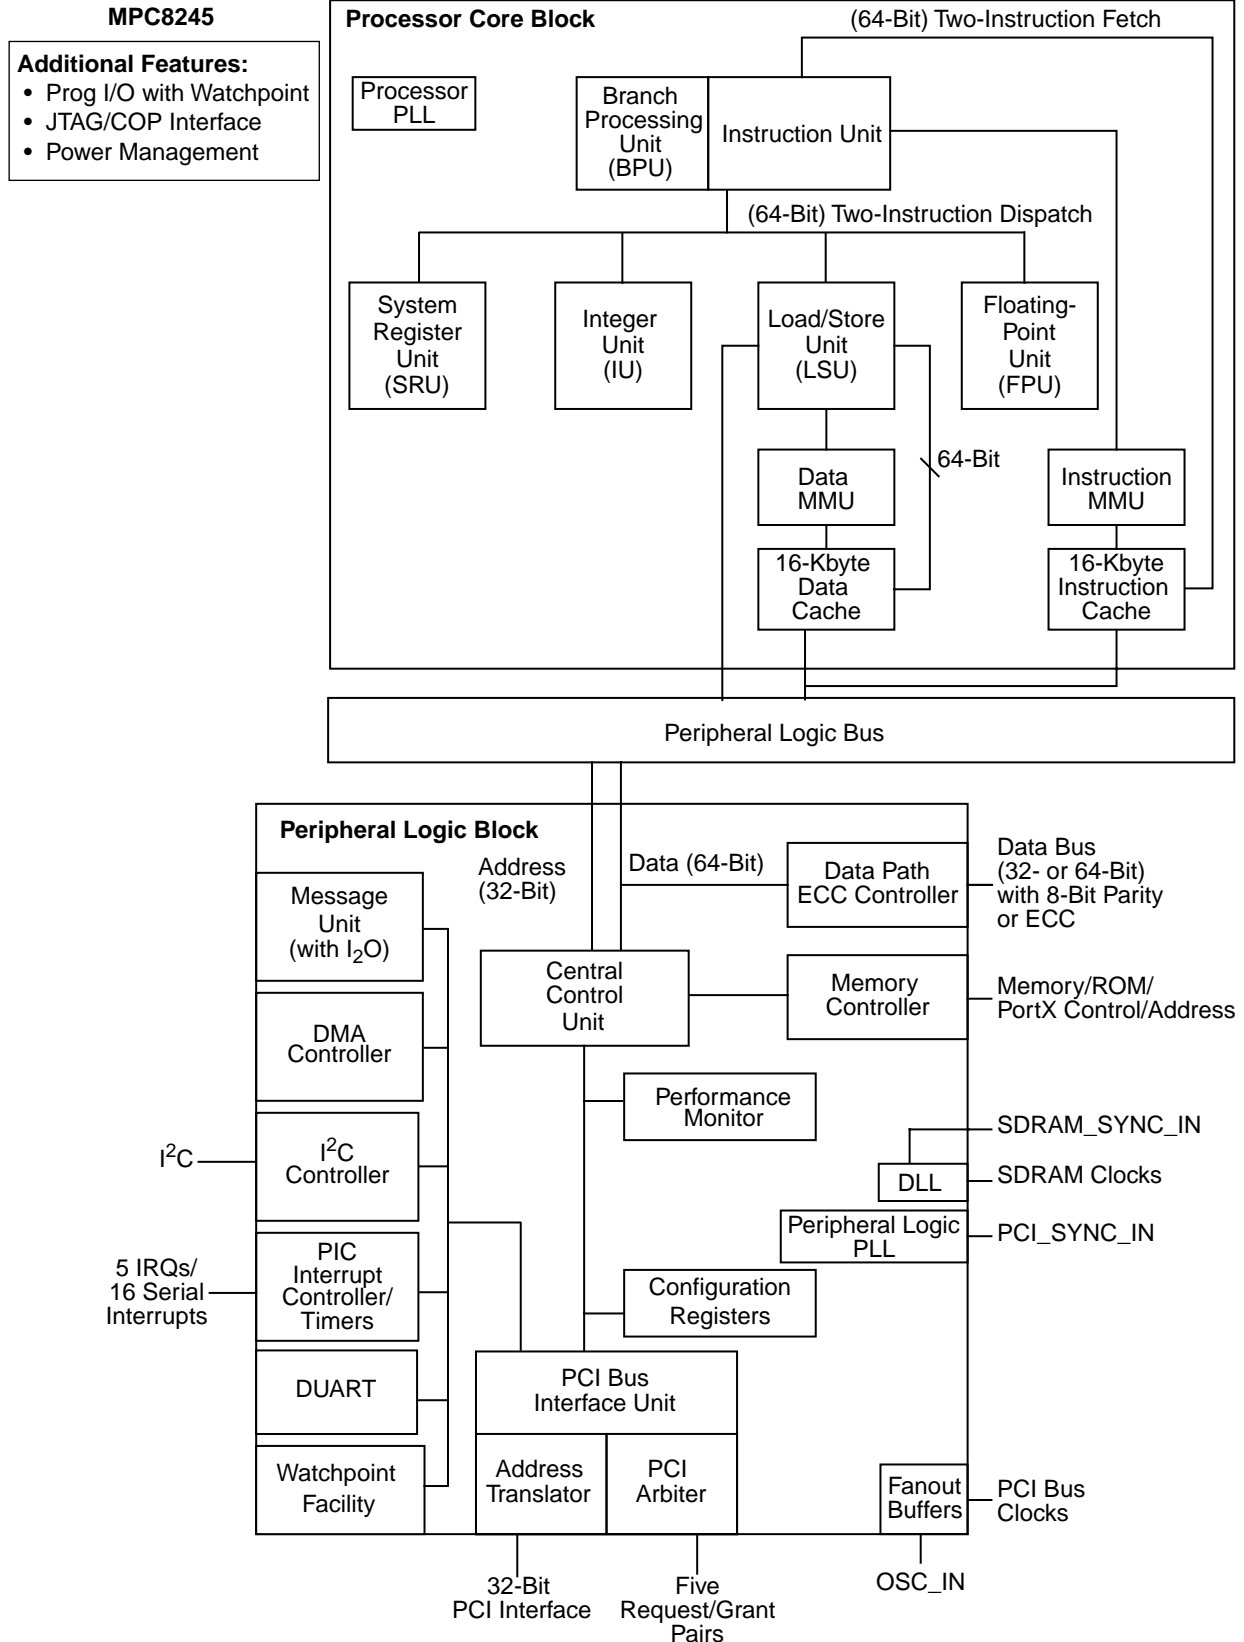 MPC8245
Additional Features:
• Prog I/O with Watchpoint
• JTAG/COP Interface
• Power Management
Processor Core Block
(64-Bit) Two-Instruction Fetch
Processor
PLL
Branch
Processing
Unit
(BPU)
Instruction Unit
(64-Bit) Two-Instruction Dispatch
System
Register
Unit
(SRU)
Integer
Unit
(IU)
Load/Store
Unit
(LSU)
Floating-
Point
Unit
(FPU)
64-Bit
Data
MMU
Instruction
MMU
16-Kbyte
Data
Cache
16-Kbyte
Instruction
Cache
Peripheral Logic Bus
Peripheral Logic Block
Address
(32-Bit)
Data (64-Bit)
Data Path
ECC Controller
Data Bus
(32- or 64-Bit)
with 8-Bit Parity
or ECC
Message
Unit
(with I₂O)
Central
Control
Unit
Memory
Controller
Memory/ROM/
PortX Control/Address
DMA
Controller
Performance
Monitor
SDRAM_SYNC_IN
I²C
I²C
Controller
DLL
SDRAM Clocks
Peripheral Logic
PLL
PCI_SYNC_IN
5 IRQs/
16 Serial
Interrupts
PIC
Interrupt
Controller/
Timers
Configuration
Registers
DUART
PCI Bus
Interface Unit
Watchpoint
Facility
Address
Translator
PCI
Arbiter
Fanout
Buffers
PCI Bus
Clocks
32-Bit
PCI Interface
Five
Request/Grant
Pairs
OSC_IN